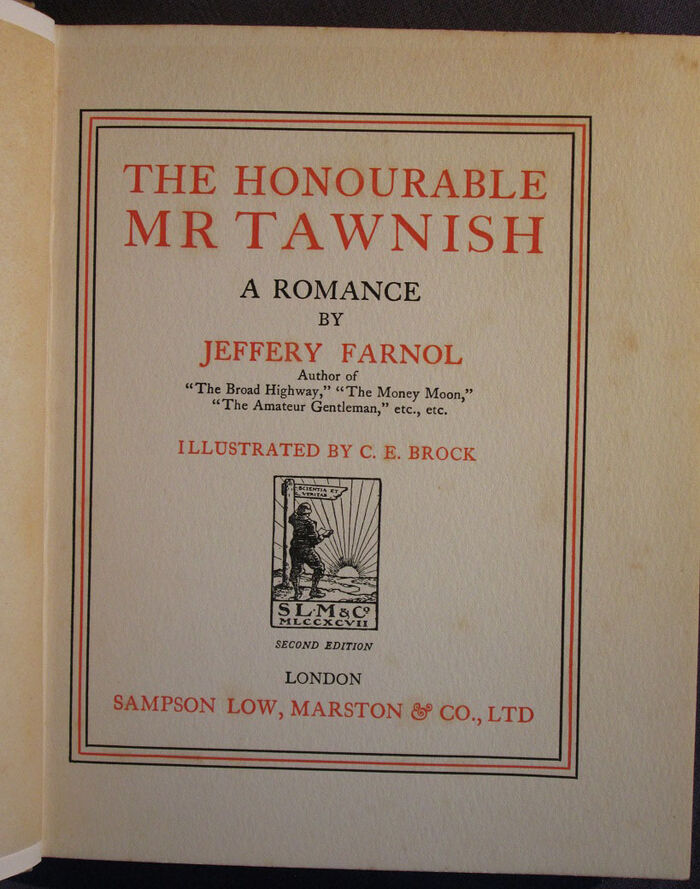 THE HONOURABLE
MR TAWNISH
A ROMANCE
BY
JEFFERY FARNOL
Author of
“The Broad Highway,” “The Money Moon,”
“The Amateur Gentleman,” etc., etc.
ILLUSTRATED BY C. E. BROCK
SCIENTIA ET
VERITAS
S L·M & Co
MLCCXCVII
SECOND EDITION
LONDON
SAMPSON LOW, MARSTON & CO., LTD